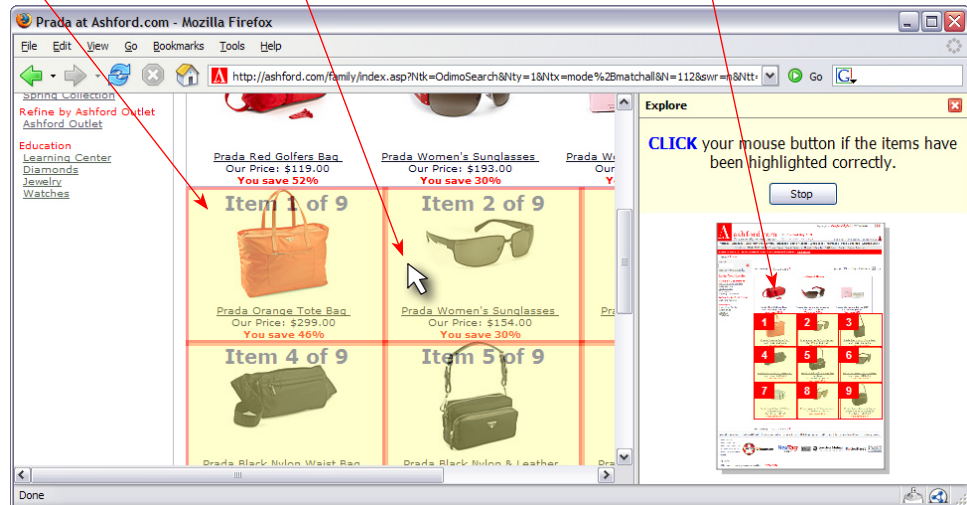 Prada at Ashford.com - Mozilla Firefox
File Edit View Go Bookmarks Tools Help
http://ashford.com/family/index.asp?Ntk=OdimoSearch&Nty=1&Ntx=mode%2Bmatchall&N=112&swr=n&Ntt: Go
Spring Collection
Refine by Ashford Outlet
Ashford Outlet
Education
Learning Center
Diamonds
Jewelry
Watches
Prada Red Golfers Bag Prada Women's Sunglasses Prada
Our Price: $119.00 Our Price: $193.00 Our
You save 52% You save 30%
Item 1 of 9 Item 2 of 9
Prada Orange Tote Bag Prada Women's Sunglasses
Our Price: $299.00 Our Price: $154.00
You save 46% You save 30%
Item 4 of 9 Item 5 of 9
Prada Black Nylon Waist Bag Prada Black Nylon & Leather
Explore
CLICK your mouse button if the items have
been highlighted correctly.
Stop
1 2 3
4 5 6
7 8 9
Done